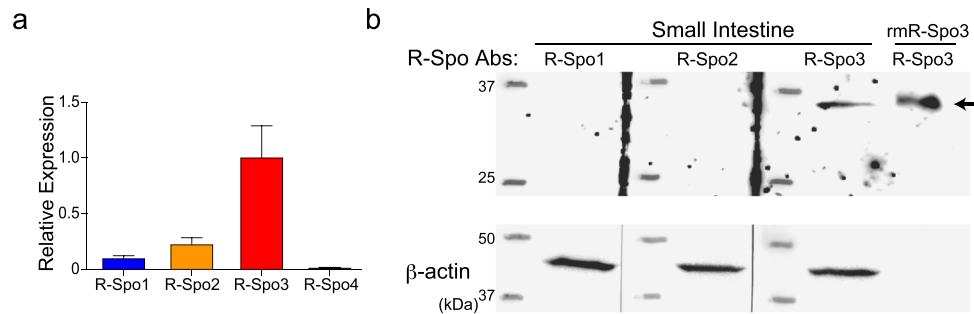 a
Relative Expression
1.5
1.0
0.5
0
R-Spo1 R-Spo2 R-Spo3 R-Spo4
b
Small Intestine rmR-Spo3
R-Spo Abs: R-Spo1 R-Spo2 R-Spo3 R-Spo3
37
25
50
β-actin
(kDa) 37